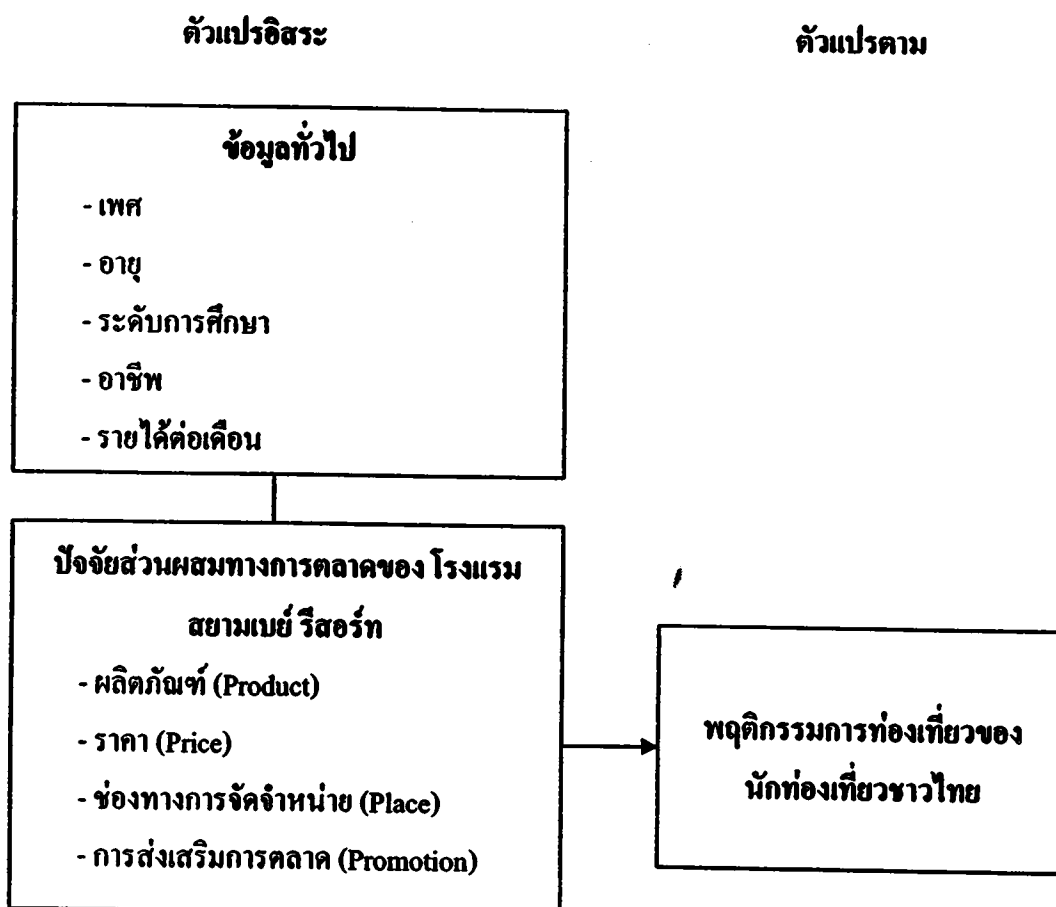 ตัวแปรอิสระ
ตัวแปรตาม
ข้อมูลทั่วไป
- เพศ
- อายุ
- ระดับการศึกษา
- อาชีพ
- รายได้ต่อเดือน
ปัจจัยส่วนผสมทางการตลาดของ โรงแรม
สยามเบย์ รีสอร์ท
- ผลิตภัณฑ์ (Product)
- ราคา (Price)
- ช่องทางการจัดจำหน่าย (Place)
- การส่งเสริมการตลาด (Promotion)
พฤติกรรมการท่องเที่ยวของ
นักท่องเที่ยวชาวไทย